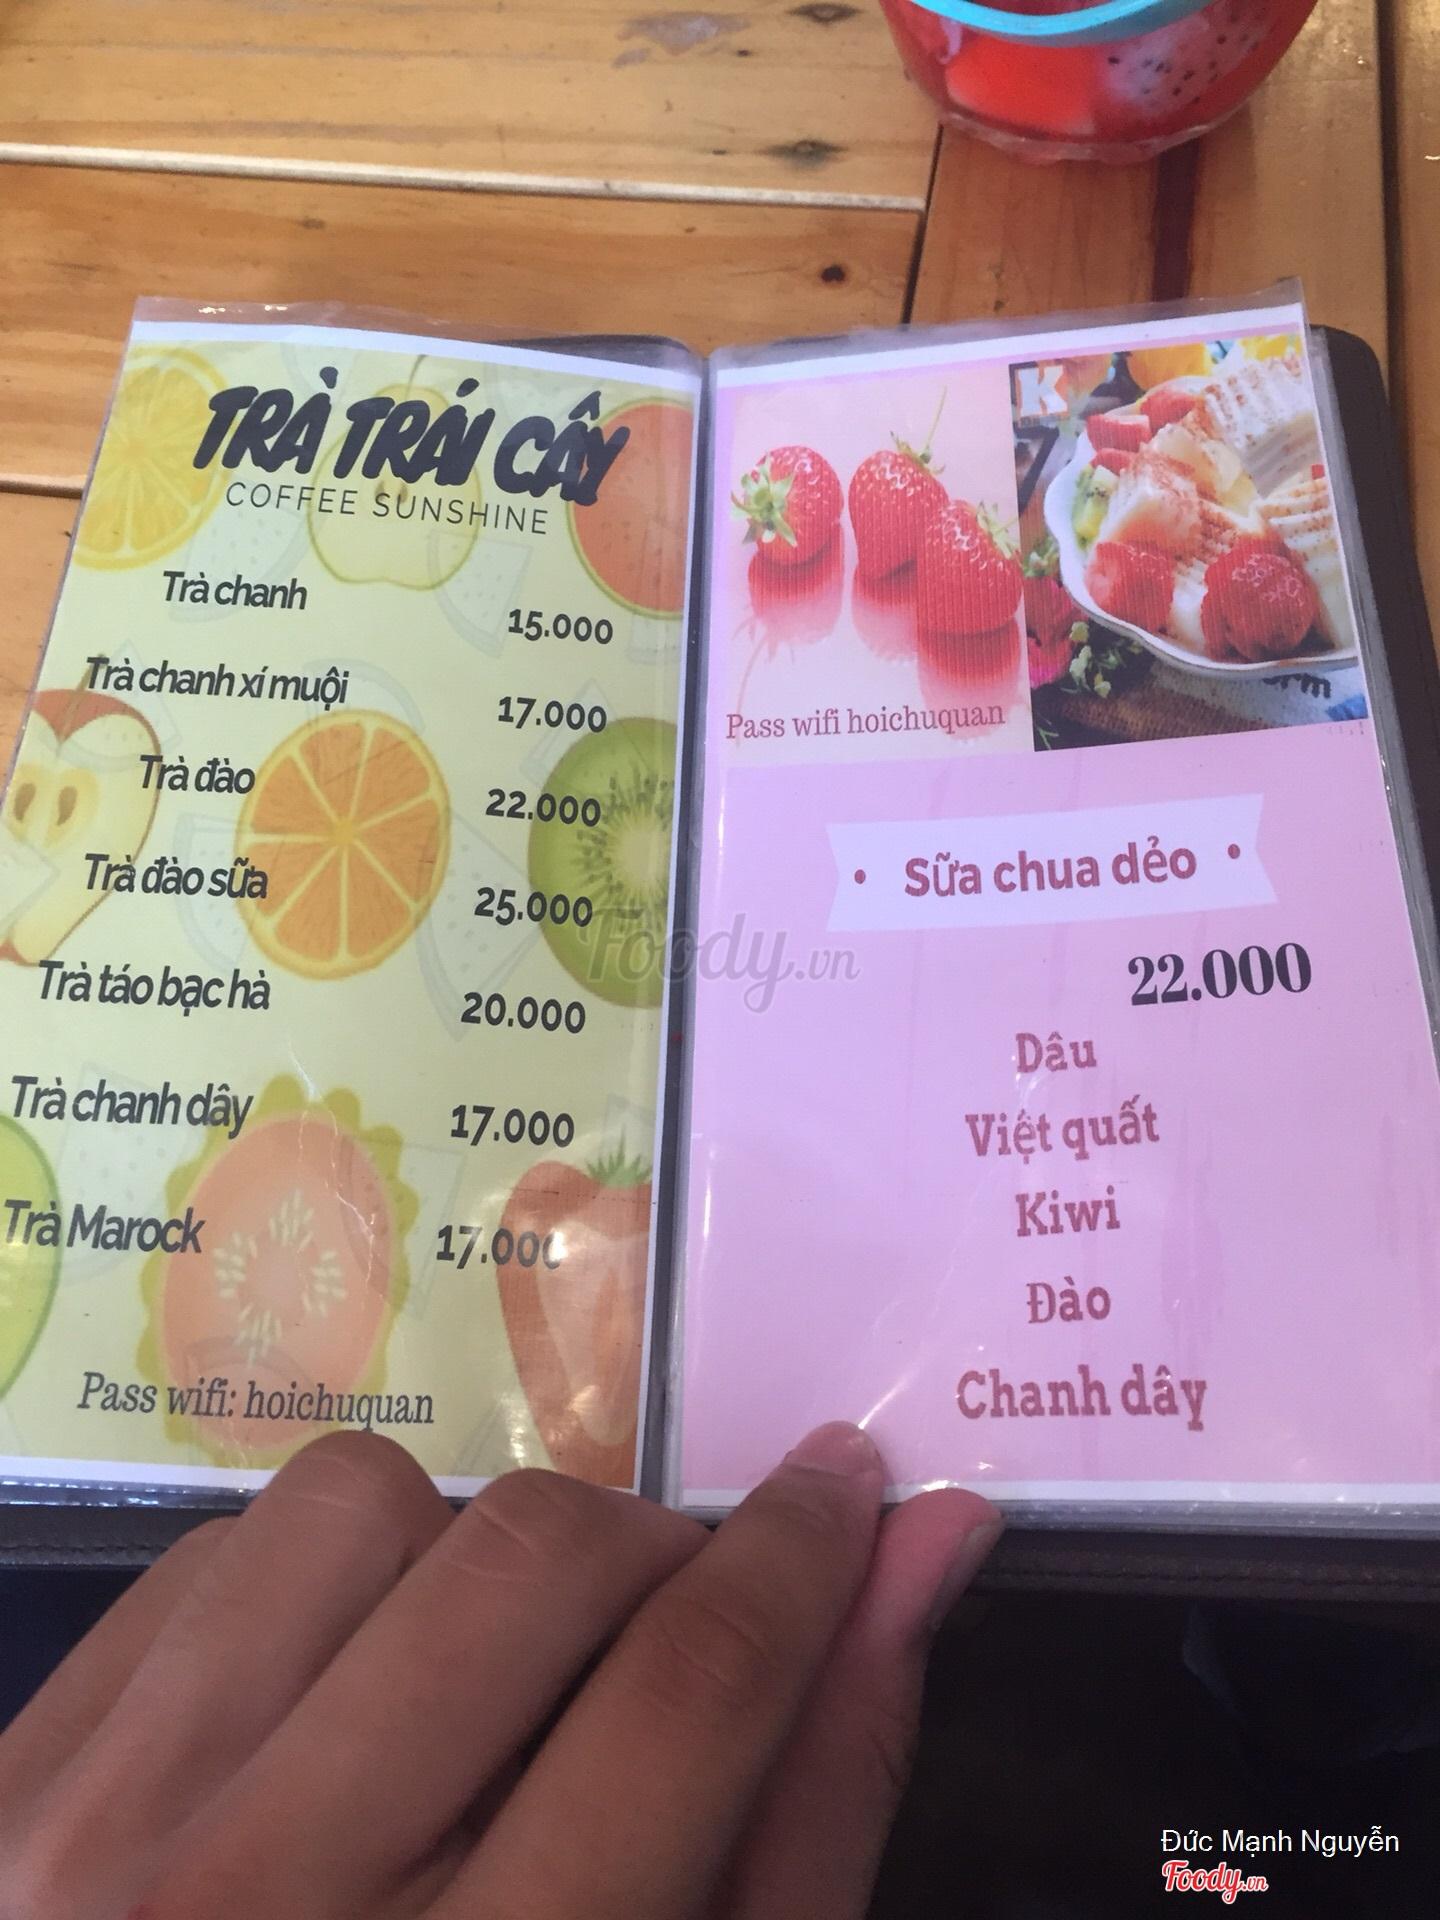 TRÀ TRÁI CÂY
COFFEE SUNSHINE
Trà chanh 15.000
Trà chanh xí muội 17.000
Trà đào 22.000
Trà đào sữa 25.000
Trà táo bạc hà 20.000
Trà chanh dây 17.000
Trà Marock 17.000
Pass wifi: hoichuquan
K
Pass wifi hoichuquan
• Sữa chua dẻo •
22.000
Dâu
Việt quất
Kiwi
Đào
Chanh dây
Foody.vn
Đức Mạnh Nguyễn
Foody.vn